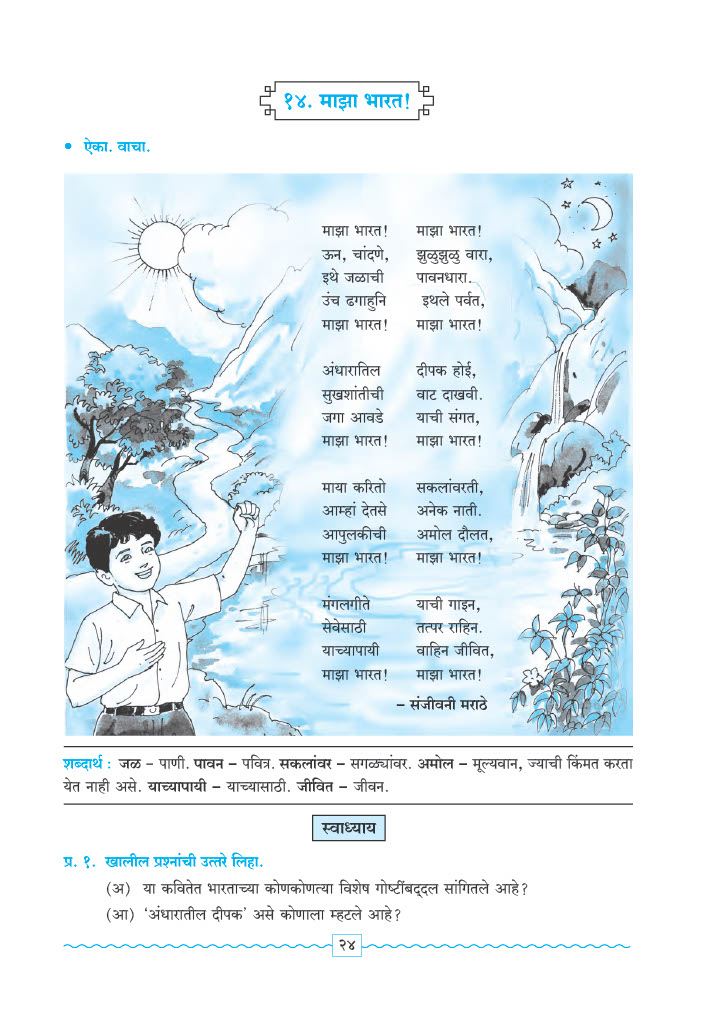 १४. माझा भारत!
• ऐका. वाचा.
माझा भारत! माझा भारत!
ऊन, चांदणे, झुळुझुळु वारा,
इथे जळाची पावनधारा.
उंच ढगाहुनि इथले पर्वत,
माझा भारत! माझा भारत!
अंधारातिल दीपक होई,
सुखशांतीची वाट दाखवी.
जगा आवडे याची संगत,
माझा भारत! माझा भारत!
माया करितो सकलांवरती,
आम्हां देतसे अनेक नाती.
आपुलकीची अमोल दौलत,
माझा भारत! माझा भारत!
मंगलगीते याची गाइन,
सेवेसाठी तत्पर राहिन.
याच्यापायी वाहिन जीवित,
माझा भारत! माझा भारत!
– संजीवनी मराठे
शब्दार्थ : जळ – पाणी. पावन – पवित्र. सकलांवर – सगळ्यांवर. अमोल – मूल्यवान, ज्याची किंमत करता
येत नाही असे. याच्यापायी – याच्यासाठी. जीवित – जीवन.
स्वाध्याय
प्र. १. खालील प्रश्नांची उत्तरे लिहा.
(अ) या कवितेत भारताच्या कोणकोणत्या विशेष गोष्टींबद्दल सांगितले आहे?
(आ) ‘अंधारातील दीपक’ असे कोणाला म्हटले आहे?
२४